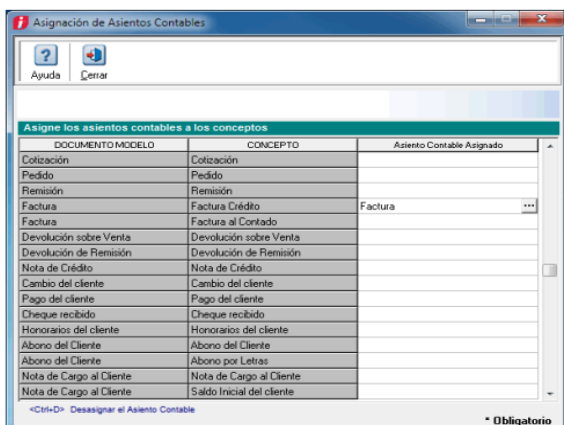 Asignación de Asientos Contables
Ayuda Cerrar
Asigne los asientos contables a los conceptos
DOCUMENTO MODELO CONCEPTO Asiento Contable Asignado
Cotización Cotización
Pedido Pedido
Remisión Remisión
Factura Factura Crédito Factura ...
Factura Factura al Contado
Devolución sobre Venta Devolución sobre Venta
Devolución de Remisión Devolución de Remisión
Nota de Crédito Nota de Crédito
Cambio del cliente Cambio del cliente
Pago del cliente Pago del cliente
Cheque recibido Cheque recibido
Honorarios del cliente Honorarios del cliente
Abono del Cliente Abono del Cliente
Abono del Cliente Abono por Letras
Nota de Cargo al Cliente Nota de Cargo al Cliente
Nota de Cargo al Cliente Saldo Inicial del cliente
<Ctrl+D> Desasignar el Asiento Contable
* Obligatorio